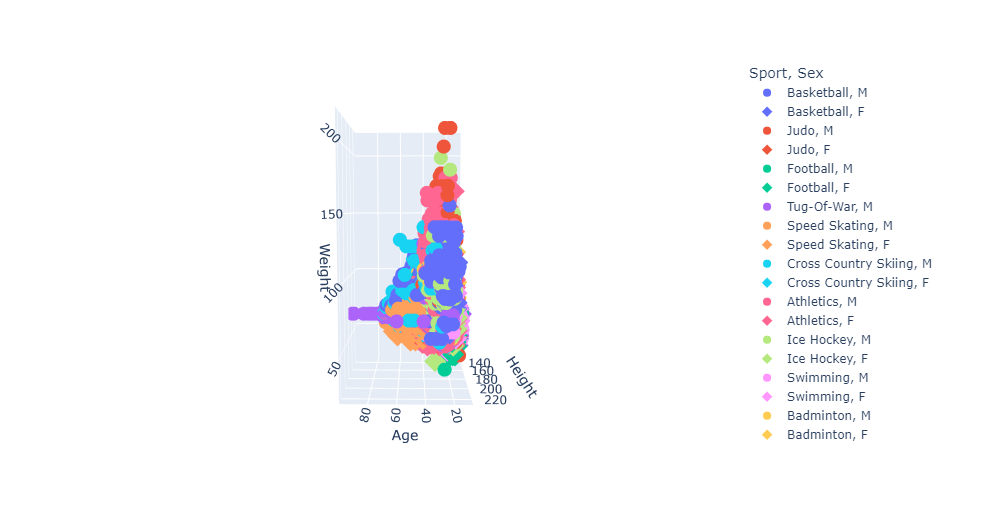 Sport, Sex
Basketball, M
Basketball, F
Judo, M
Judo, F
Football, M
Football, F
Tug-Of-War, M
Speed Skating, M
Speed Skating, F
Cross Country Skiing, M
Cross Country Skiing, F
Athletics, M
Athletics, F
Ice Hockey, M
Ice Hockey, F
Swimming, M
Swimming, F
Badminton, M
Badminton, F
200
150
100
50
Weight
80
60
40
20
Age
140
160
180
200
220
Height